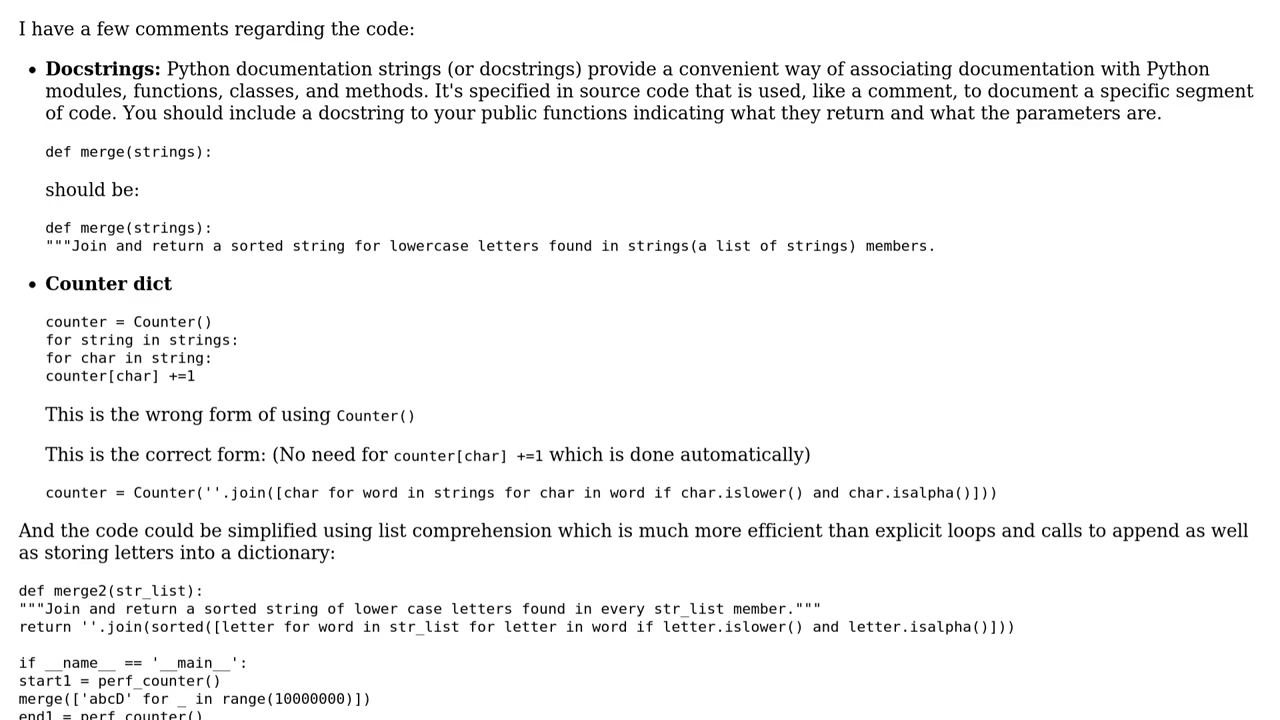 I have a few comments regarding the code:
• Docstrings: Python documentation strings (or docstrings) provide a convenient way of associating documentation with Python
modules, functions, classes, and methods. It's specified in source code that is used, like a comment, to document a specific segment
of code. You should include a docstring to your public functions indicating what they return and what the parameters are.
def merge(strings):
should be:
def merge(strings):
"""Join and return a sorted string for lowercase letters found in strings(a list of strings) members.
• Counter dict
counter = Counter()
for string in strings:
for char in string:
counter[char] +=1
This is the wrong form of using Counter()
This is the correct form: (No need for counter[char] +=1 which is done automatically)
counter = Counter(''.join([char for word in strings for char in word if char.islower() and char.isalpha()]))
And the code could be simplified using list comprehension which is much more efficient than explicit loops and calls to append as well
as storing letters into a dictionary:
def merge2(str_list):
"""Join and return a sorted string of lower case letters found in every str_list member."""
return ''.join(sorted([letter for word in str_list for letter in word if letter.islower() and letter.isalpha()]))
if __name__ == '__main__':
start1 = perf_counter()
merge(['abcD' for _ in range(10000000)])
end1 = perf_counter()